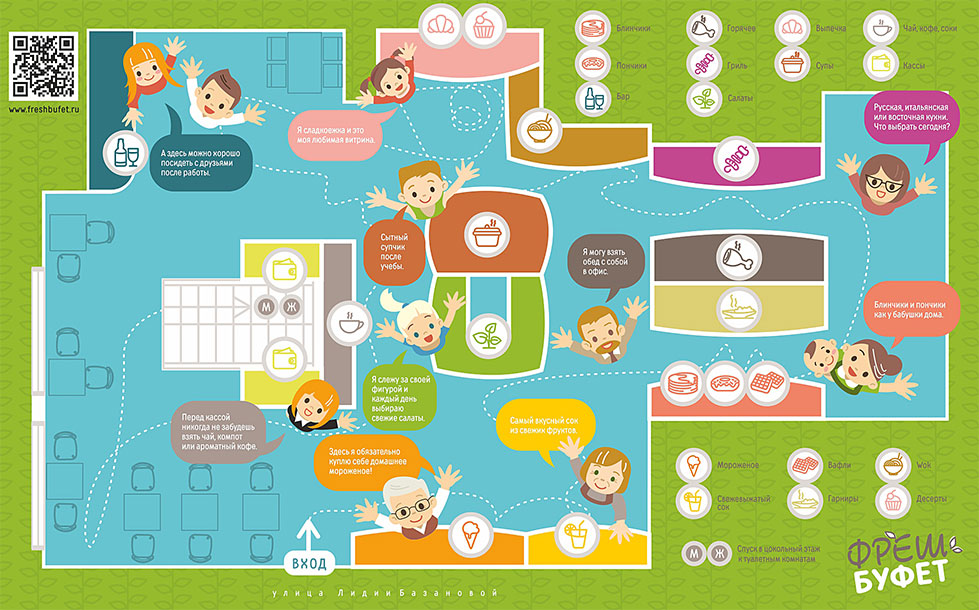 Блинчики
Горячее
Выпечка
Чай, кофе, соки
Пончики
Гриль
Супы
Кассы
Бар
Салаты
www.freshbufet.ru
А здесь можно хорошо
посидеть с друзьями
после работы.
Я сладкоежка и это
моя любимая витрина.
Русская, итальянская
или восточная кухни.
Что выбрать сегодня?
Сытный
супчик
после
учебы.
Я могу взять
обед с собой
в офис.
Блинчики и пончики
как у бабушки дома.
М Ж
Я слежу за своей
фигурой и
каждый день
выбираю
свежие салаты.
Перед кассой
никогда не забудешь
взять чай, компот
или ароматный кофе.
Самый вкусный сок
из свежих фруктов.
Здесь я обязательно
куплю себе домашнее
мороженое!
Мороженое
Вафли
Wok
Свежевыжатый
сок
Гарниры
Десерты
М Ж
Спуск в цокольный этаж
к туалетным комнатам
ФРЕШ
БУФЕТ
ВХОД
улица Лидии Базановой